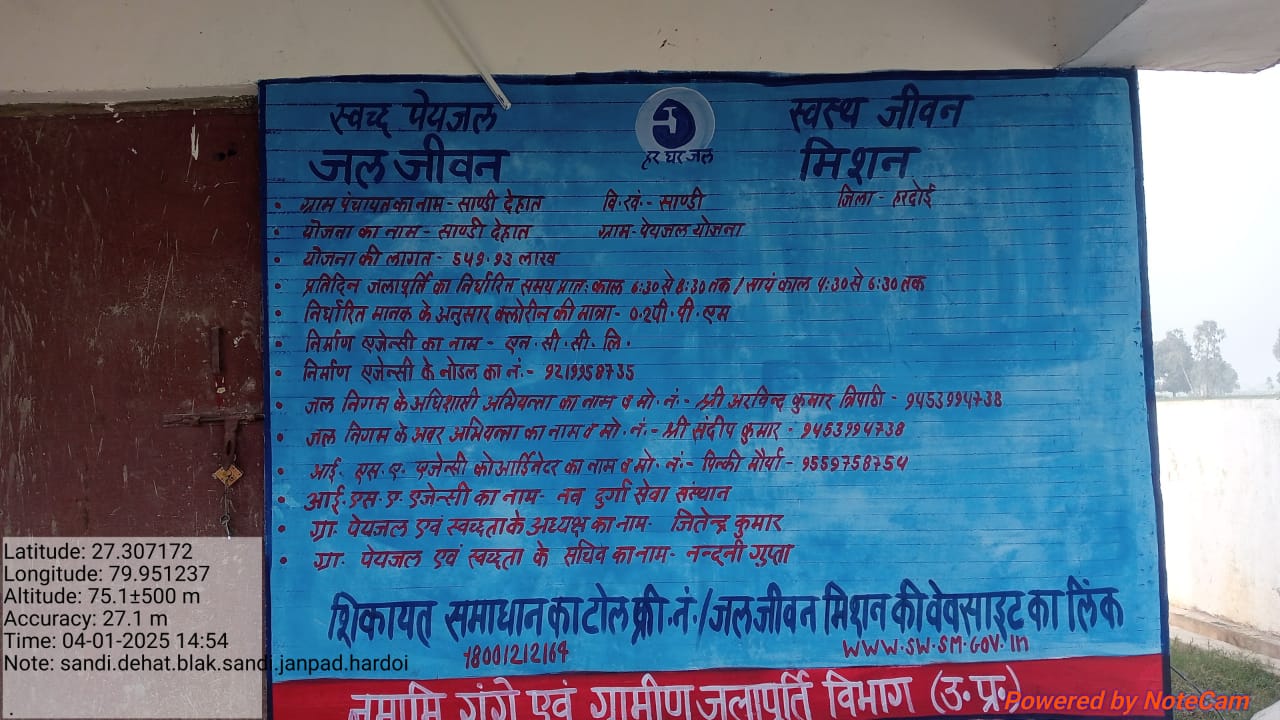 स्वच्द पेयजल
स्वस्थ जीवन
हर घर जल
जल जीवन
मिशन
• ग्राम पंचायत का नाम - साण्डी देहात वि.खं.- साण्डी जिला - हरदोई
• योजना का नाम - साण्डी देहात ग्राम-पेयजल योजना
• योजना की लागत - 549.93 लाख
• प्रतिदिन जलापूर्ति का निर्धारित समय प्रातः काल 6:30 से 8:30 तक / सायं काल 4:30 से 6:30 तक
• निर्धारित मानक के अनुसार क्लोरीन की मात्रा - 0.2 पी.पी.एम
• निर्माण एजेन्सी का नाम - एन.सी.सी.लि.
• निर्माण एजेन्सी के नोडल का नं.- 9219958735
• जल निगम के अधिशासी अभियन्ता का नाम व मो.नं.- श्री अरविन्द कुमार त्रिपाठी - 9453994738
• जल निगम के अवर अभियन्ता का नाम व मो.नं.- श्री संदीप कुमार - 9453994738
• आई. एस.ए. एजेन्सी कोआर्डिनेटर का नाम व मो.नं.- पिन्की मौर्या - 9559758754
• आई.एस.ए. एजेन्सी का नाम- नव दुर्गा सेवा संस्थान
• ग्रा. पेयजल एवं स्वच्छता के अध्यक्ष का नाम- जितेन्द्र कुमार
• ग्रा. पेयजल एवं स्वच्छता के सचिव का नाम- नन्दनी गुप्ता
शिकायत समाधान का टोल फ्री.नं./जल जीवन मिशन की वेवसाइट का लिंक
18001212164 WWW.SW.SM.GOV.In
नमामि गंगे एवं ग्रामीण जलापूर्ति विभाग (उ.प्र.)
Latitude: 27.307172
Longitude: 79.951237
Altitude: 75.1±500 m
Accuracy: 27.1 m
Time: 04-01-2025 14:54
Note: sandi.dehat.blak.sandi.janpad.hardoi
Powered by NoteCam